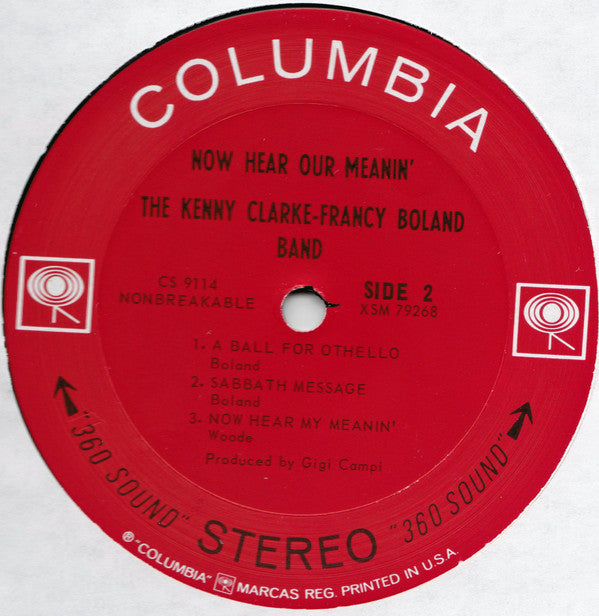 COLUMBIA
NOW HEAR OUR MEANIN'
THE KENNY CLARKE-FRANCY BOLAND
BAND
CS 9114
NONBREAKABLE
SIDE 2
XSM 79268
1. A BALL FOR OTHELLO
Boland
2. SABBATH MESSAGE
Boland
3. NOW HEAR MY MEANIN'
Woode
Produced by Gigi Campi
"360 SOUND" STEREO "360 SOUND"
® "COLUMBIA" MARCAS REG. PRINTED IN U.S.A.